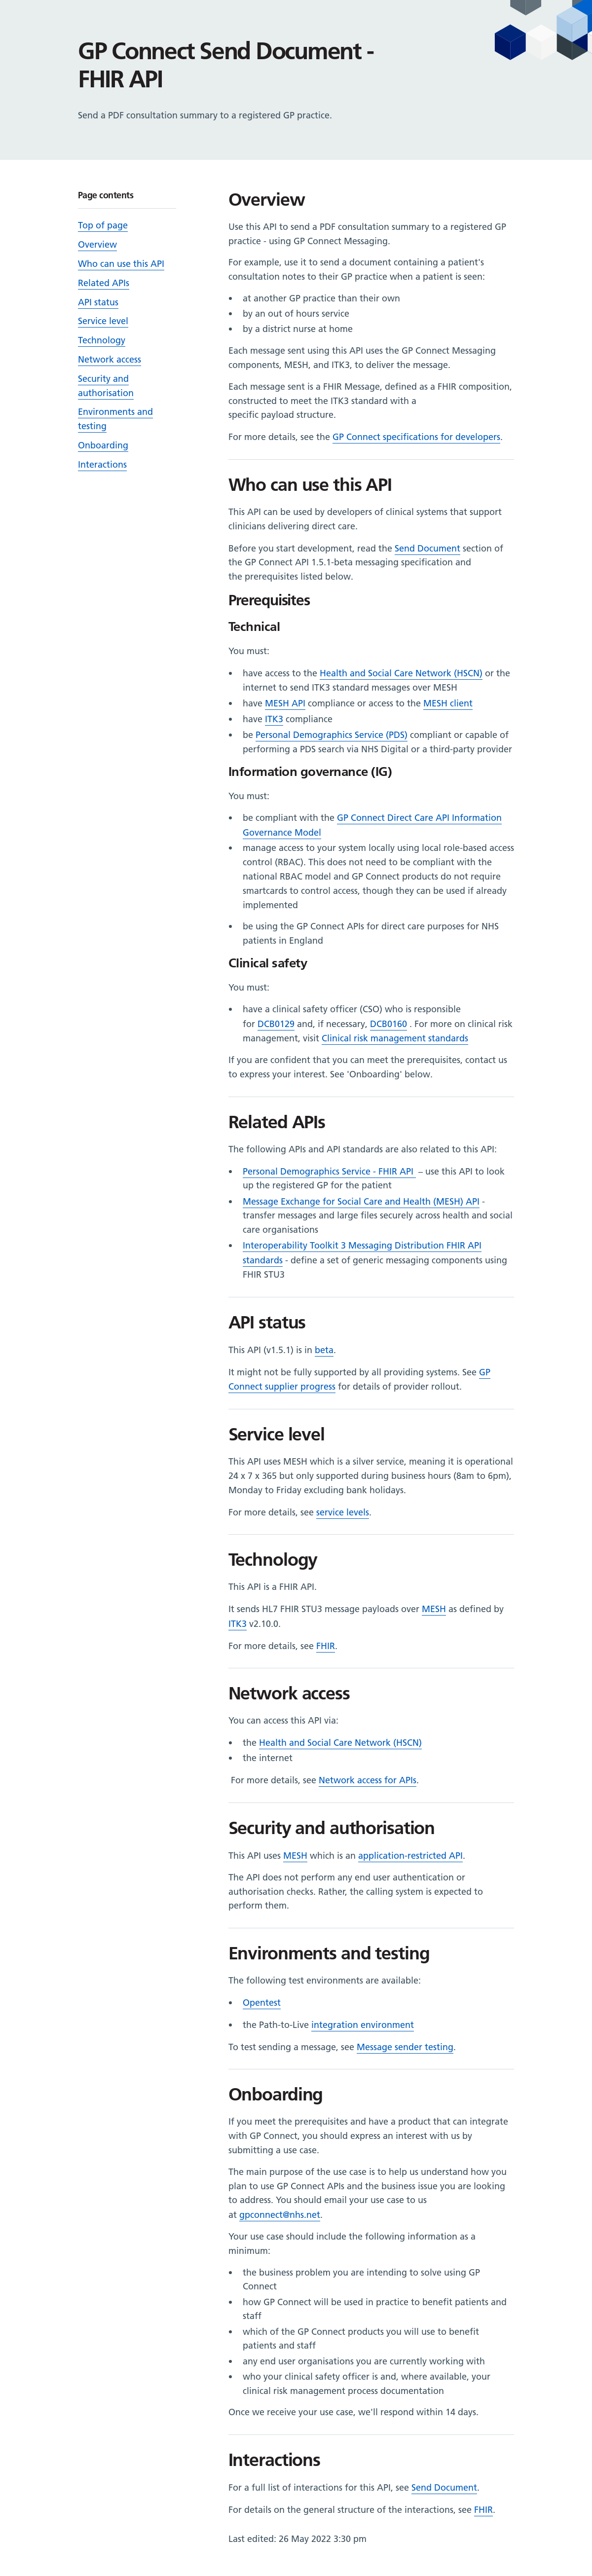 GP Connect Send Document -
FHIR API
Send a PDF consultation summary to a registered GP practice.
Page contents
Top of page
Overview
Who can use this API
Related APIs
API status
Service level
Technology
Network access
Security and
authorisation
Environments and
testing
Onboarding
Interactions
Overview
Use this API to send a PDF consultation summary to a registered GP
practice - using GP Connect Messaging.
For example, use it to send a document containing a patient's
consultation notes to their GP practice when a patient is seen:
• at another GP practice than their own
• by an out of hours service
• by a district nurse at home
Each message sent using this API uses the GP Connect Messaging
components, MESH, and ITK3, to deliver the message.
Each message sent is a FHIR Message, defined as a FHIR composition,
constructed to meet the ITK3 standard with a
specific payload structure.
For more details, see the GP Connect specifications for developers.
Who can use this API
This API can be used by developers of clinical systems that support
clinicians delivering direct care.
Before you start development, read the Send Document section of
the GP Connect API 1.5.1-beta messaging specification and
the prerequisites listed below.
Prerequisites
Technical
You must:
• have access to the Health and Social Care Network (HSCN) or the
internet to send ITK3 standard messages over MESH
• have MESH API compliance or access to the MESH client
• have ITK3 compliance
• be Personal Demographics Service (PDS) compliant or capable of
performing a PDS search via NHS Digital or a third-party provider
Information governance (IG)
You must:
• be compliant with the GP Connect Direct Care API Information
Governance Model
• manage access to your system locally using local role-based access
control (RBAC). This does not need to be compliant with the
national RBAC model and GP Connect products do not require
smartcards to control access, though they can be used if already
implemented
• be using the GP Connect APIs for direct care purposes for NHS
patients in England
Clinical safety
You must:
• have a clinical safety officer (CSO) who is responsible
for DCB0129 and, if necessary, DCB0160 . For more on clinical risk
management, visit Clinical risk management standards
If you are confident that you can meet the prerequisites, contact us
to express your interest. See 'Onboarding' below.
Related APIs
The following APIs and API standards are also related to this API:
• Personal Demographics Service - FHIR API – use this API to look
up the registered GP for the patient
• Message Exchange for Social Care and Health (MESH) API -
transfer messages and large files securely across health and social
care organisations
• Interoperability Toolkit 3 Messaging Distribution FHIR API
standards - define a set of generic messaging components using
FHIR STU3
API status
This API (v1.5.1) is in beta.
It might not be fully supported by all providing systems. See GP
Connect supplier progress for details of provider rollout.
Service level
This API uses MESH which is a silver service, meaning it is operational
24 x 7 x 365 but only supported during business hours (8am to 6pm),
Monday to Friday excluding bank holidays.
For more details, see service levels.
Technology
This API is a FHIR API.
It sends HL7 FHIR STU3 message payloads over MESH as defined by
ITK3 v2.10.0.
For more details, see FHIR.
Network access
You can access this API via:
• the Health and Social Care Network (HSCN)
• the internet
For more details, see Network access for APIs.
Security and authorisation
This API uses MESH which is an application-restricted API.
The API does not perform any end user authentication or
authorisation checks. Rather, the calling system is expected to
perform them.
Environments and testing
The following test environments are available:
• Opentest
• the Path-to-Live integration environment
To test sending a message, see Message sender testing.
Onboarding
If you meet the prerequisites and have a product that can integrate
with GP Connect, you should express an interest with us by
submitting a use case.
The main purpose of the use case is to help us understand how you
plan to use GP Connect APIs and the business issue you are looking
to address. You should email your use case to us
at gpconnect@nhs.net.
Your use case should include the following information as a
minimum:
• the business problem you are intending to solve using GP
Connect
• how GP Connect will be used in practice to benefit patients and
staff
• which of the GP Connect products you will use to benefit
patients and staff
• any end user organisations you are currently working with
• who your clinical safety officer is and, where available, your
clinical risk management process documentation
Once we receive your use case, we'll respond within 14 days.
Interactions
For a full list of interactions for this API, see Send Document.
For details on the general structure of the interactions, see FHIR.
Last edited: 26 May 2022 3:30 pm